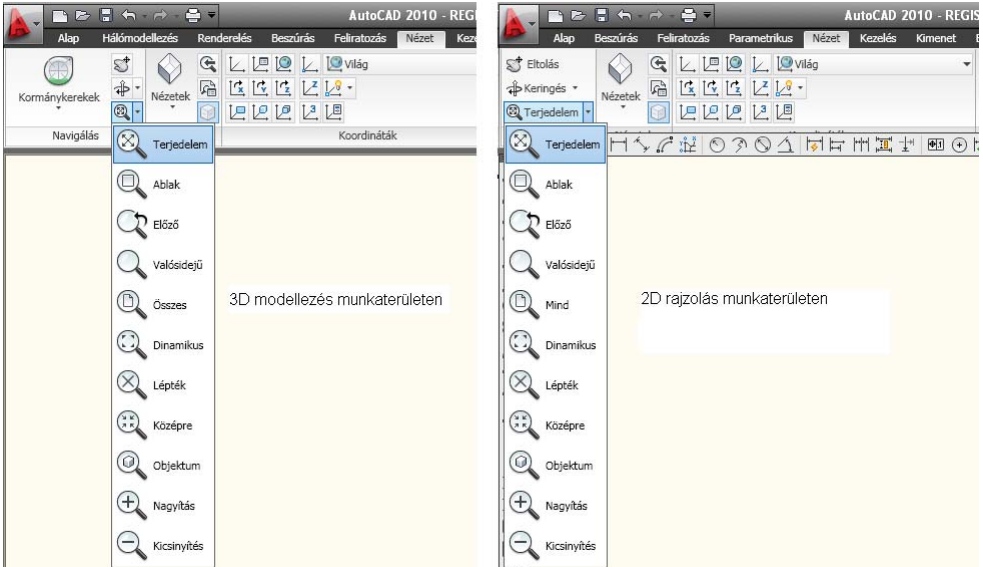 AutoCAD 2010 - REGI
Alap Hálómodellezés Renderelés Beszúrás Feliratozás Nézet Keze
Világ
Kormánykerekek
Nézetek
Navigálás
Koordináták
Terjedelem
Ablak
Előző
Valósidejű
Összes
Dinamikus
Lépték
Középre
Objektum
Nagyítás
Kicsinyítés
3D modellezés munkaterületen
AutoCAD 2010 - REGIS
Alap Beszúrás Feliratozás Parametrikus Nézet Kezelés Kimenet
Eltolás
Világ
Keringés
Nézetek
Terjedelem
Terjedelem
Ablak
Előző
Valósidejű
Mind
Dinamikus
Lépték
Középre
Objektum
Nagyítás
Kicsinyítés
2D rajzolás munkaterületen